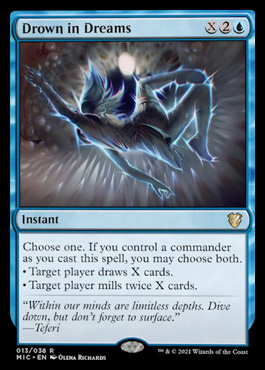 Drown in Dreams X2
Instant
Choose one. If you control a commander
as you cast this spell, you may choose both.
• Target player draws X cards.
• Target player mills twice X cards.
“Within our minds are limitless depths. Dive
down, but don't forget to surface.”
—Teferi
013/038 R
MIC • EN OLENA RICHARDS
™ & © 2021 Wizards of the Coast